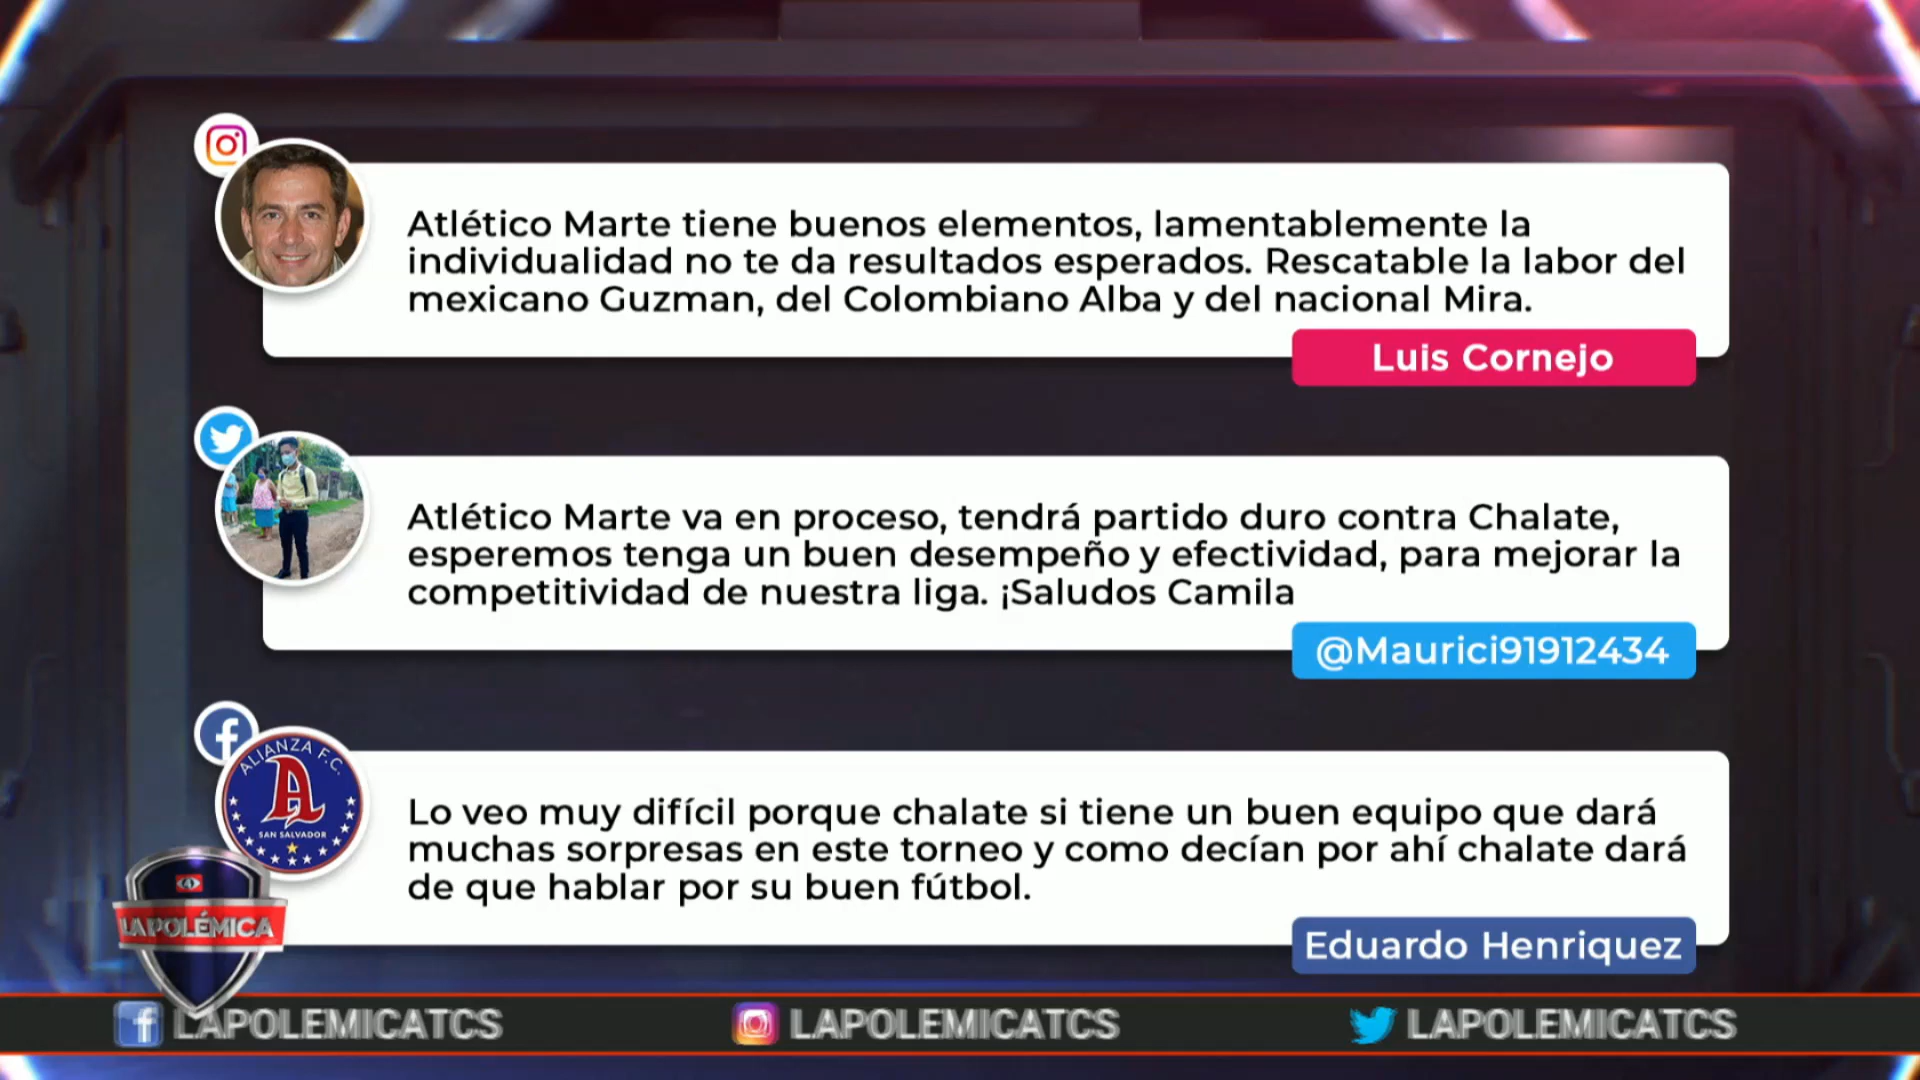 Atlético Marte tiene buenos elementos, lamentablemente la
individualidad no te da resultados esperados. Rescatable la labor del
mexicano Guzman, del Colombiano Alba y del nacional Mira.
Luis Cornejo
Atlético Marte va en proceso, tendrá partido duro contra Chalate,
esperemos tenga un buen desempeño y efectividad, para mejorar la
competitividad de nuestra liga. ¡Saludos Camila
@Maurici91912434
ALIANZA F.C.
A
SAN SALVADOR
Lo veo muy difícil porque chalate si tiene un buen equipo que dará
muchas sorpresas en este torneo y como decían por ahí chalate dará
de que hablar por su buen fútbol.
Eduardo Henriquez
4
LA POLÉMICA
LAPOLEMICATCS
LAPOLEMICATCS
LAPOLEMICATCS